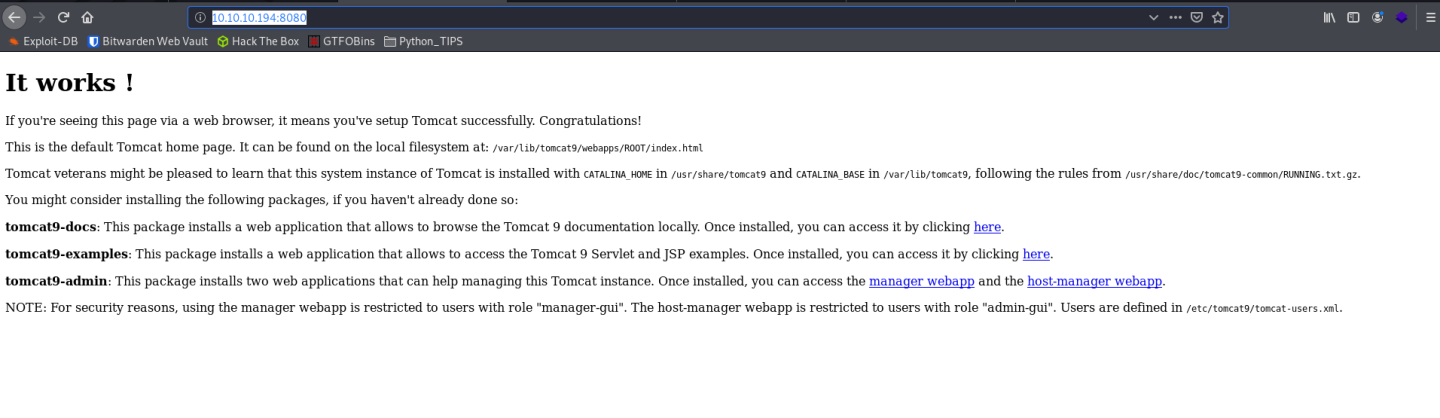 10.10.10.194:8080
Exploit-DB Bitwarden Web Vault Hack The Box GTFOBins Python_TIPS
It works !
If you're seeing this page via a web browser, it means you've setup Tomcat successfully. Congratulations!
This is the default Tomcat home page. It can be found on the local filesystem at: /var/lib/tomcat9/webapps/ROOT/index.html
Tomcat veterans might be pleased to learn that this system instance of Tomcat is installed with CATALINA_HOME in /usr/share/tomcat9 and CATALINA_BASE in /var/lib/tomcat9, following the rules from /usr/share/doc/tomcat9-common/RUNNING.txt.gz.
You might consider installing the following packages, if you haven't already done so:
tomcat9-docs: This package installs a web application that allows to browse the Tomcat 9 documentation locally. Once installed, you can access it by clicking here.
tomcat9-examples: This package installs a web application that allows to access the Tomcat 9 Servlet and JSP examples. Once installed, you can access it by clicking here.
tomcat9-admin: This package installs two web applications that can help managing this Tomcat instance. Once installed, you can access the manager webapp and the host-manager webapp.
NOTE: For security reasons, using the manager webapp is restricted to users with role "manager-gui". The host-manager webapp is restricted to users with role "admin-gui". Users are defined in /etc/tomcat9/tomcat-users.xml.